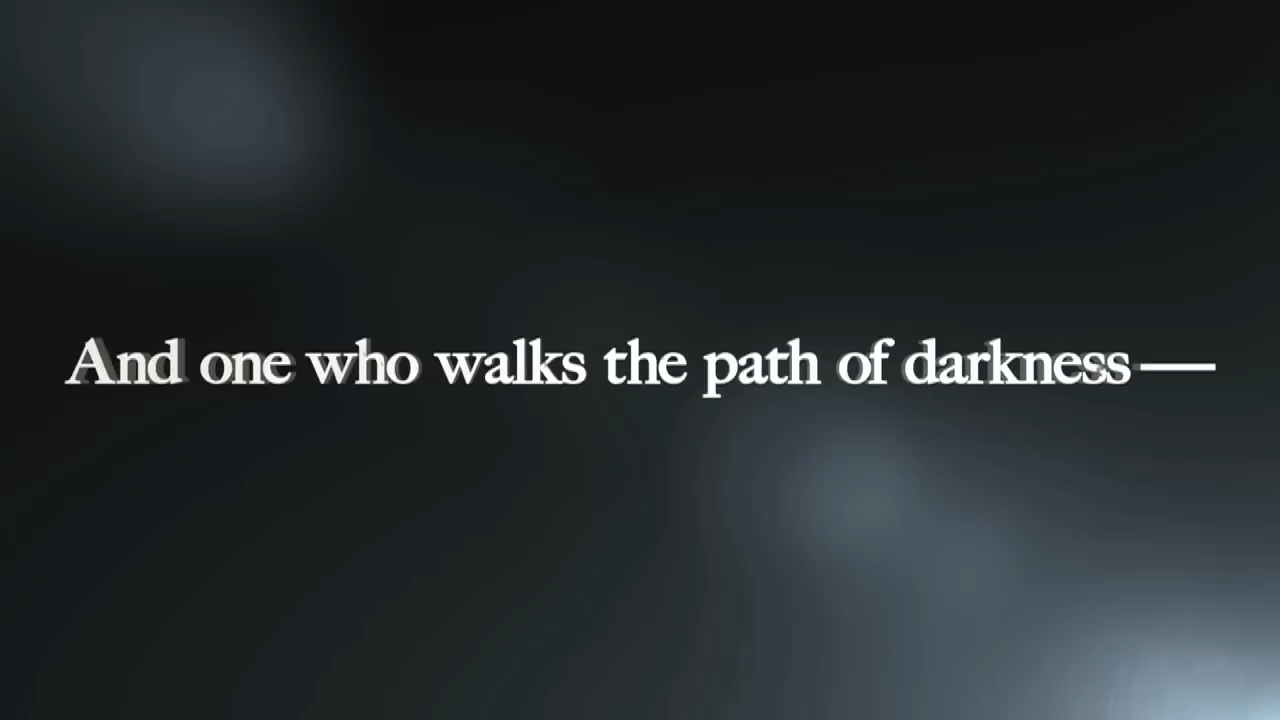 And one who walks the path of darkness—